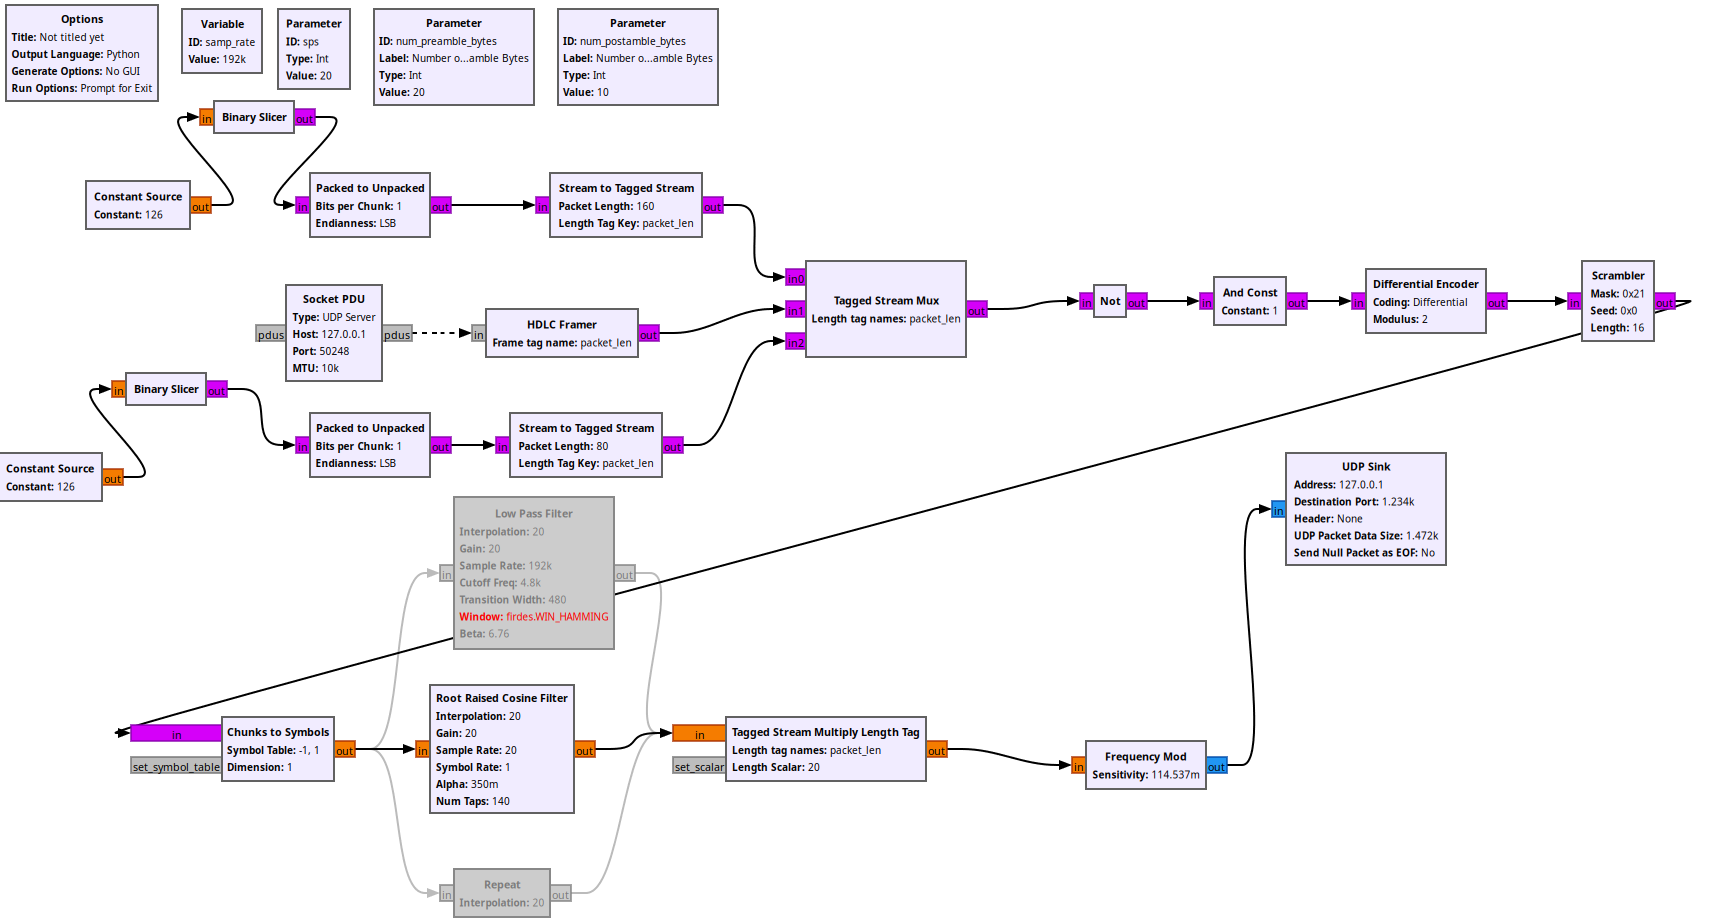 Options
Title: Not titled yet
Output Language: Python
Generate Options: No GUI
Run Options: Prompt for Exit
Variable
ID: samp_rate
Value: 192k
Parameter
ID: sps
Type: Int
Value: 20
Parameter
ID: num_preamble_bytes
Label: Number o...amble Bytes
Type: Int
Value: 20
Parameter
ID: num_postamble_bytes
Label: Number o...amble Bytes
Type: Int
Value: 10
in
Binary Slicer
out
Constant Source
Constant: 126
out
in
Packed to Unpacked
Bits per Chunk: 1
Endianness: LSB
out
in
Stream to Tagged Stream
Packet Length: 160
Length Tag Key: packet_len
out
pdus
Socket PDU
Type: UDP Server
Host: 127.0.0.1
Port: 50248
MTU: 10k
pdus
in
HDLC Framer
Frame tag name: packet_len
out
in0
in1
in2
Tagged Stream Mux
Length tag names: packet_len
out
in
Not
out
in
And Const
Constant: 1
out
in
Differential Encoder
Coding: Differential
Modulus: 2
out
in
Scrambler
Mask: 0x21
Seed: 0x0
Length: 16
out
in
Binary Slicer
out
Constant Source
Constant: 126
out
in
Packed to Unpacked
Bits per Chunk: 1
Endianness: LSB
out
in
Stream to Tagged Stream
Packet Length: 80
Length Tag Key: packet_len
out
in
Low Pass Filter
Interpolation: 20
Gain: 20
Sample Rate: 192k
Cutoff Freq: 4.8k
Transition Width: 480
Window: firdes.WIN_HAMMING
Beta: 6.76
out
in
UDP Sink
Address: 127.0.0.1
Destination Port: 1.234k
Header: None
UDP Packet Data Size: 1.472k
Send Null Packet as EOF: No
in
set_symbol_table
Chunks to Symbols
Symbol Table: -1, 1
Dimension: 1
out
in
Root Raised Cosine Filter
Interpolation: 20
Gain: 20
Sample Rate: 20
Symbol Rate: 1
Alpha: 350m
Num Taps: 140
out
in
set_scalar
Tagged Stream Multiply Length Tag
Length tag names: packet_len
Length Scalar: 20
out
in
Frequency Mod
Sensitivity: 114.537m
out
in
Repeat
Interpolation: 20
out